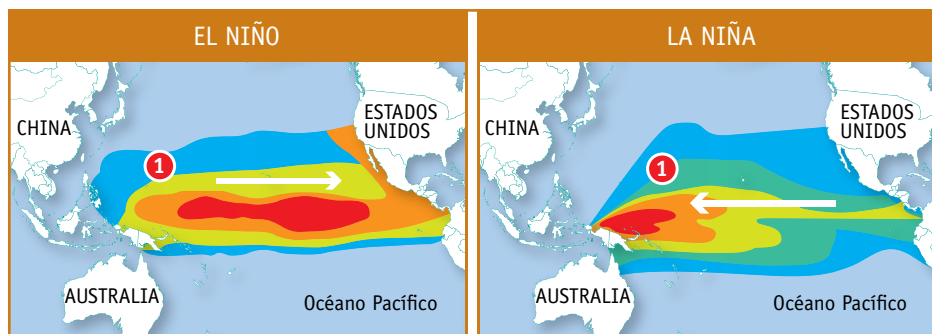 EL NIÑO
CHINA
ESTADOS
UNIDOS
1
AUSTRALIA
Océano Pacífico
LA NIÑA
CHINA
ESTADOS
UNIDOS
1
AUSTRALIA
Océano Pacífico